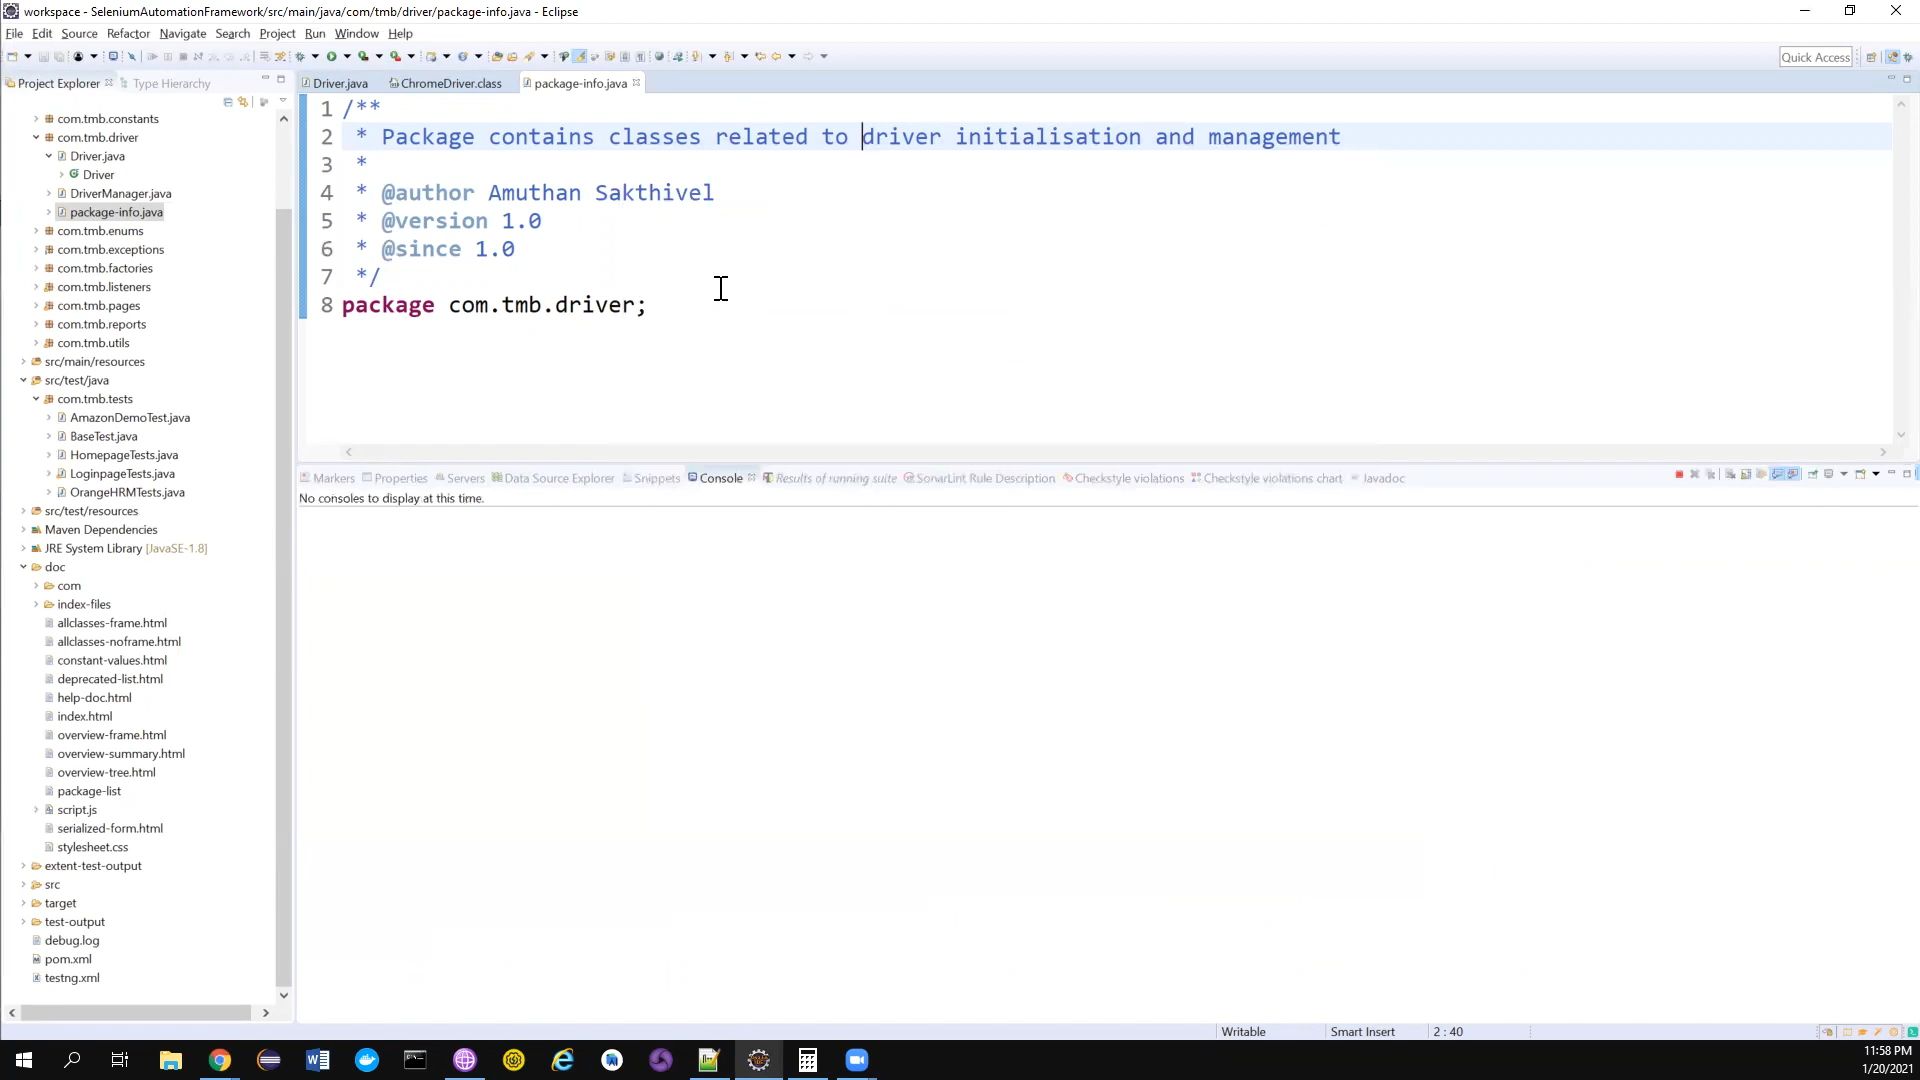 workspace - SeleniumAutomationFramework/src/main/java/com/tmb/driver/package-info.java - Eclipse
File Edit Source Refactor Navigate Search Project Run Window Help
Quick Access
Project Explorer Type Hierarchy
Driver.java ChromeDriver.class package-info.java
com.tmb.constants
com.tmb.driver
Driver.java
Driver
DriverManager.java
package-info.java
com.tmb.enums
com.tmb.exceptions
com.tmb.factories
com.tmb.listeners
com.tmb.pages
com.tmb.reports
com.tmb.utils
src/main/resources
src/test/java
com.tmb.tests
AmazonDemoTest.java
BaseTest.java
HomepageTests.java
LoginpageTests.java
OrangeHRMTests.java
src/test/resources
Maven Dependencies
JRE System Library [JavaSE-1.8]
doc
com
index-files
allclasses-frame.html
allclasses-noframe.html
constant-values.html
deprecated-list.html
help-doc.html
index.html
overview-frame.html
overview-summary.html
overview-tree.html
package-list
script.js
serialized-form.html
stylesheet.css
extent-test-output
src
target
test-output
debug.log
pom.xml
testng.xml
1 /**
2 * Package contains classes related to driver initialisation and management
3 *
4 * @author Amuthan Sakthivel
5 * @version 1.0
6 * @since 1.0
7 */
8 package com.tmb.driver;
Markers Properties Servers Data Source Explorer Snippets Console Results of running suite SonarLint Rule Description Checkstyle violations Checkstyle violations chart Javadoc
No consoles to display at this time.
Writable Smart Insert 2 : 40
11:58 PM
1/20/2021